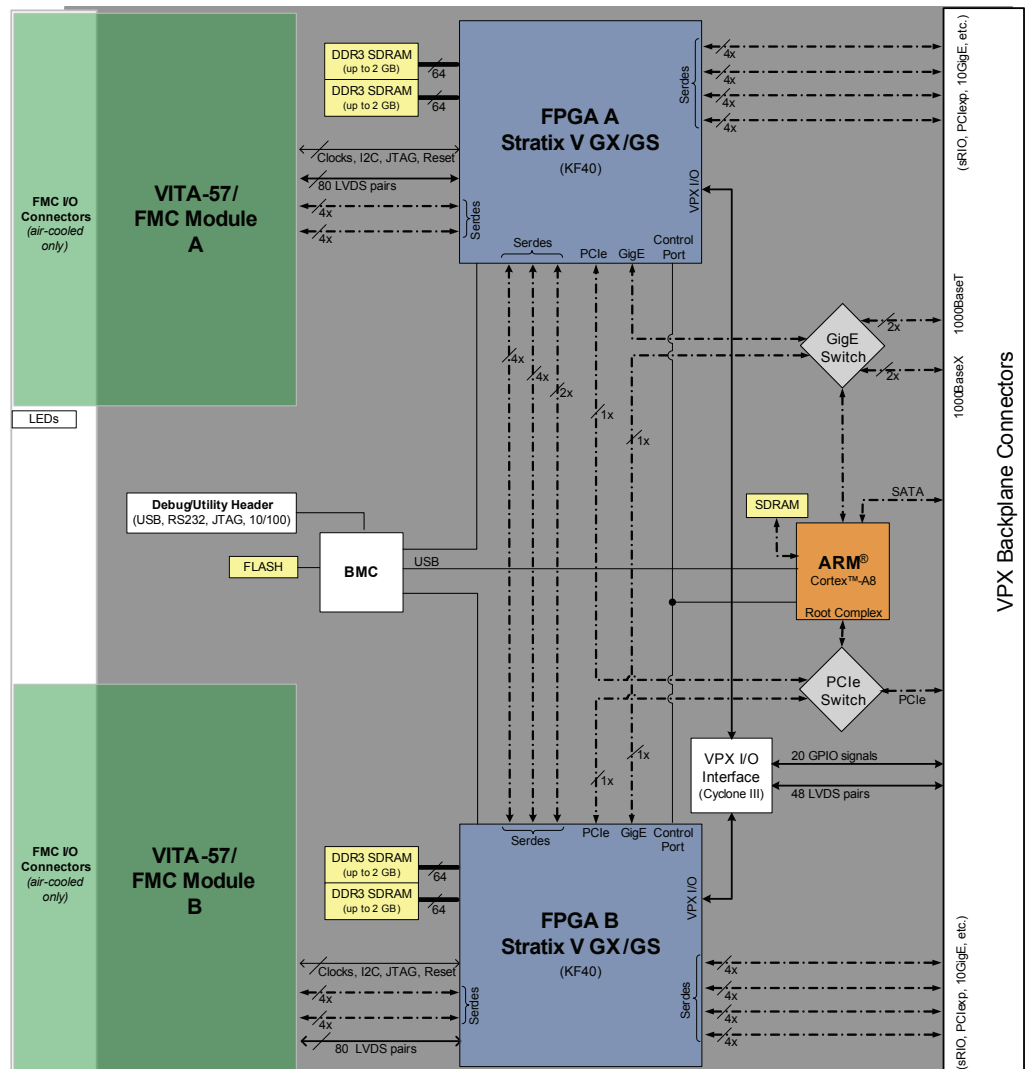 DDR3 SDRAM
(up to 2 GB)
64
DDR3 SDRAM
(up to 2 GB)
64
FPGA A
Stratix V GX/GS
(KF40)
Serdes
4x
4x
4x
4x
(sRIO, PCIexp, 10GigE, etc.)
FMC I/O
Connectors
(air-cooled
only)
VITA-57/
FMC Module
A
Clocks, I2C, JTAG, Reset
80 LVDS pairs
4x
4x
Serdes
VPX I/O
Serdes
PCIe
GigE
Control
Port
4x
4x
2x
1x
1x
GigE
Switch
2x
2x
1000BaseT
1000BaseX
VPX Backplane Connectors
LEDs
Debug/Utility Header
(USB, RS232, JTAG, 10/100)
FLASH
BMC
USB
SDRAM
SATA
ARM®
Cortex™-A8
Root Complex
PCIe
Switch
PCIe
VPX I/O
Interface
(Cyclone III)
20 GPIO signals
48 LVDS pairs
1x
1x
Serdes
PCIe
GigE
Control
Port
FMC I/O
Connectors
(air-cooled
only)
VITA-57/
FMC Module
B
DDR3 SDRAM
(up to 2 GB)
64
DDR3 SDRAM
(up to 2 GB)
64
VPX I/O
FPGA B
Stratix V GX/GS
(KF40)
Clocks, I2C, JTAG, Reset
4x
4x
Serdes
80 LVDS pairs
Serdes
4x
4x
4x
4x
(sRIO, PCIexp, 10GigE, etc.)